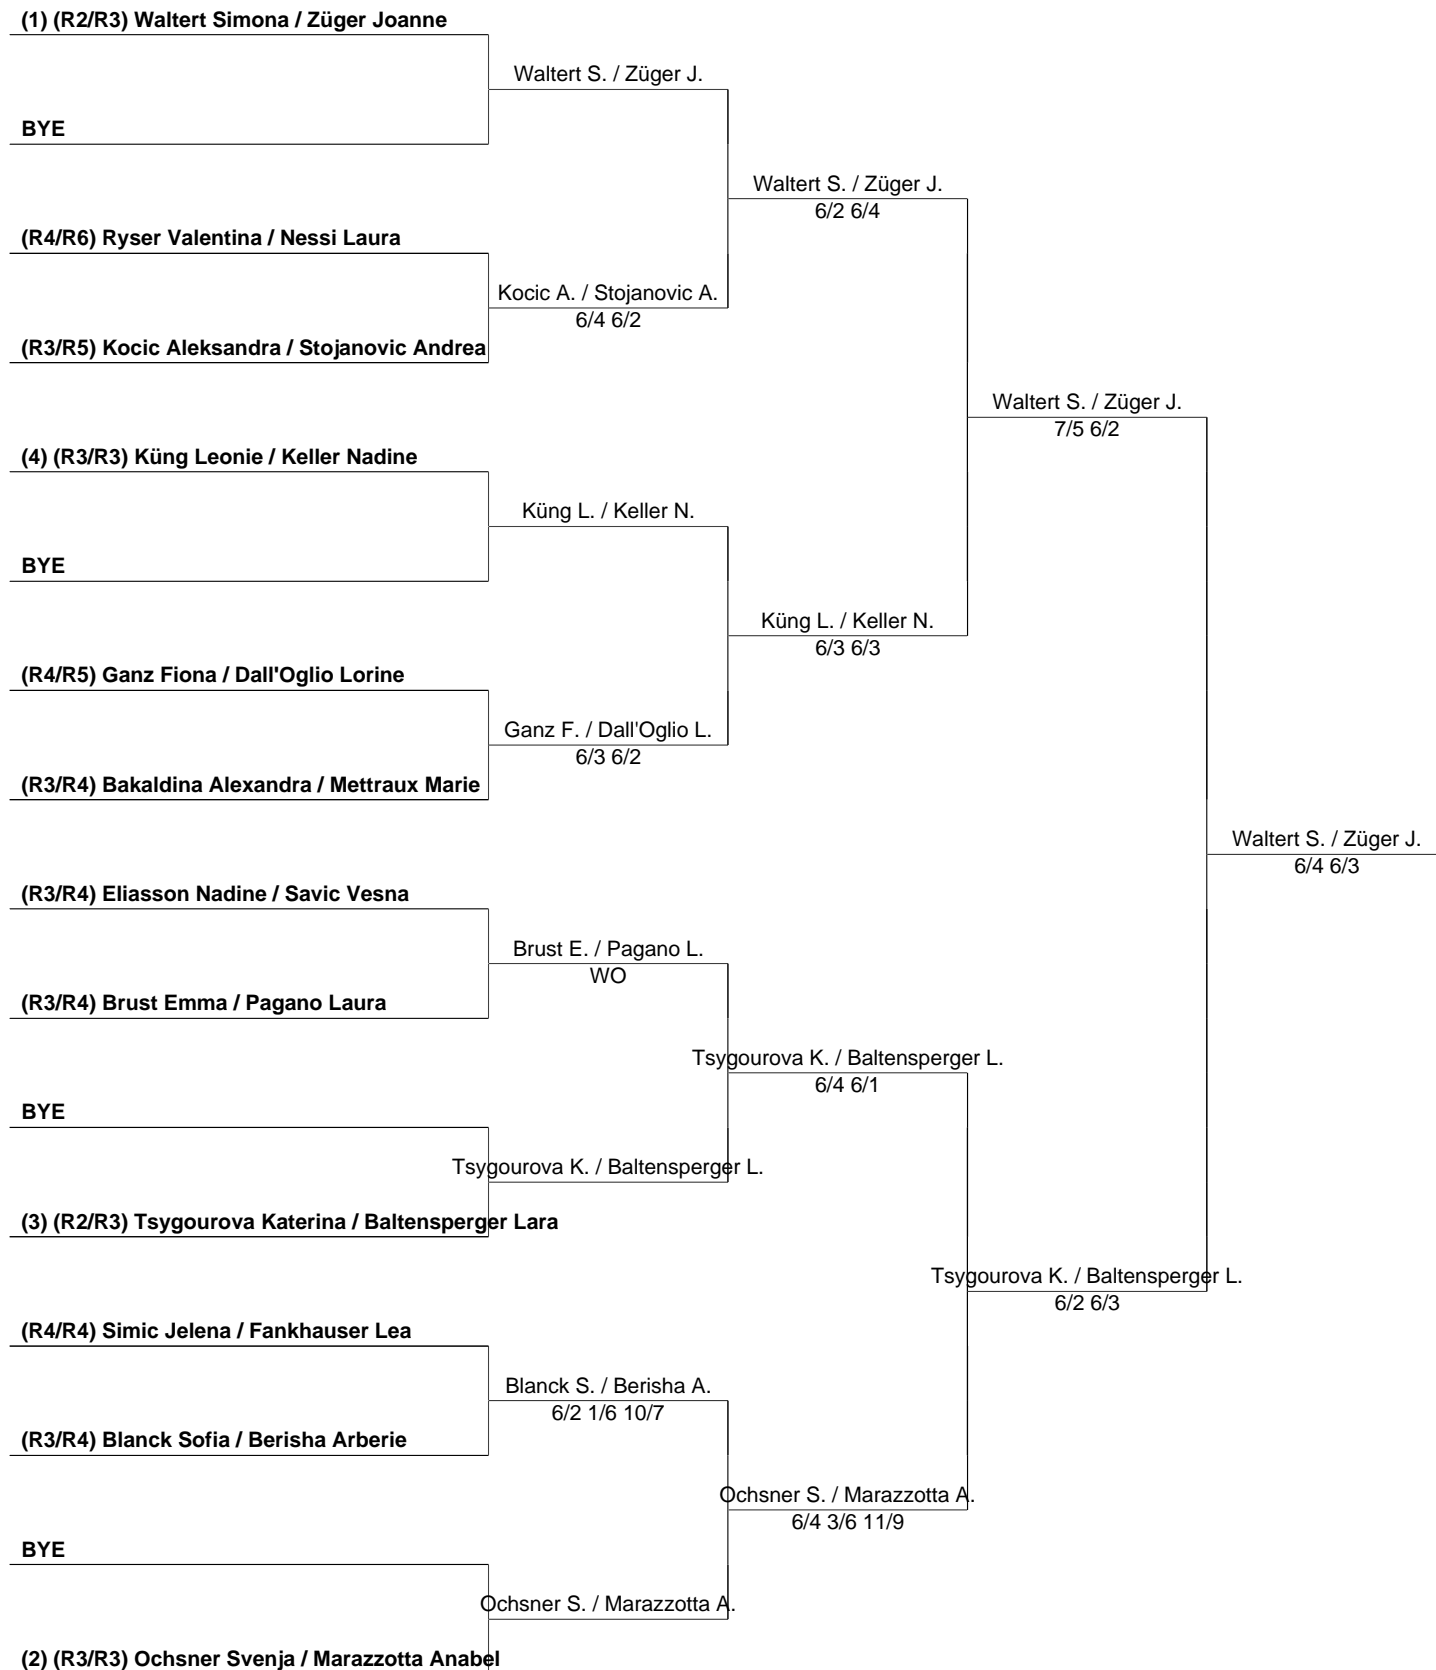 (1) (R2/R3) Waltert Simona / Züger Joanne
Waltert S. / Züger J.
BYE
Waltert S. / Züger J.
6/2 6/4
(R4/R6) Ryser Valentina / Nessi Laura
Kocic A. / Stojanovic A.
6/4 6/2
(R3/R5) Kocic Aleksandra / Stojanovic Andrea
Waltert S. / Züger J.
7/5 6/2
(4) (R3/R3) Küng Leonie / Keller Nadine
Küng L. / Keller N.
BYE
Küng L. / Keller N.
6/3 6/3
(R4/R5) Ganz Fiona / Dall'Oglio Lorine
Ganz F. / Dall'Oglio L.
6/3 6/2
(R3/R4) Bakaldina Alexandra / Mettraux Marie
Waltert S. / Züger J.
6/4 6/3
(R3/R4) Eliasson Nadine / Savic Vesna
Brust E. / Pagano L.
WO
(R3/R4) Brust Emma / Pagano Laura
Tsygourova K. / Baltensperger L.
6/4 6/1
BYE
Tsygourova K. / Baltensperger L.
(3) (R2/R3) Tsygourova Katerina / Baltensperger Lara
Tsygourova K. / Baltensperger L.
6/2 6/3
(R4/R4) Simic Jelena / Fankhauser Lea
Blanck S. / Berisha A.
6/2 1/6 10/7
(R3/R4) Blanck Sofia / Berisha Arberie
Ochsner S. / Marazzotta A.
6/4 3/6 11/9
BYE
Ochsner S. / Marazzotta A.
(2) (R3/R3) Ochsner Svenja / Marazzotta Anabel